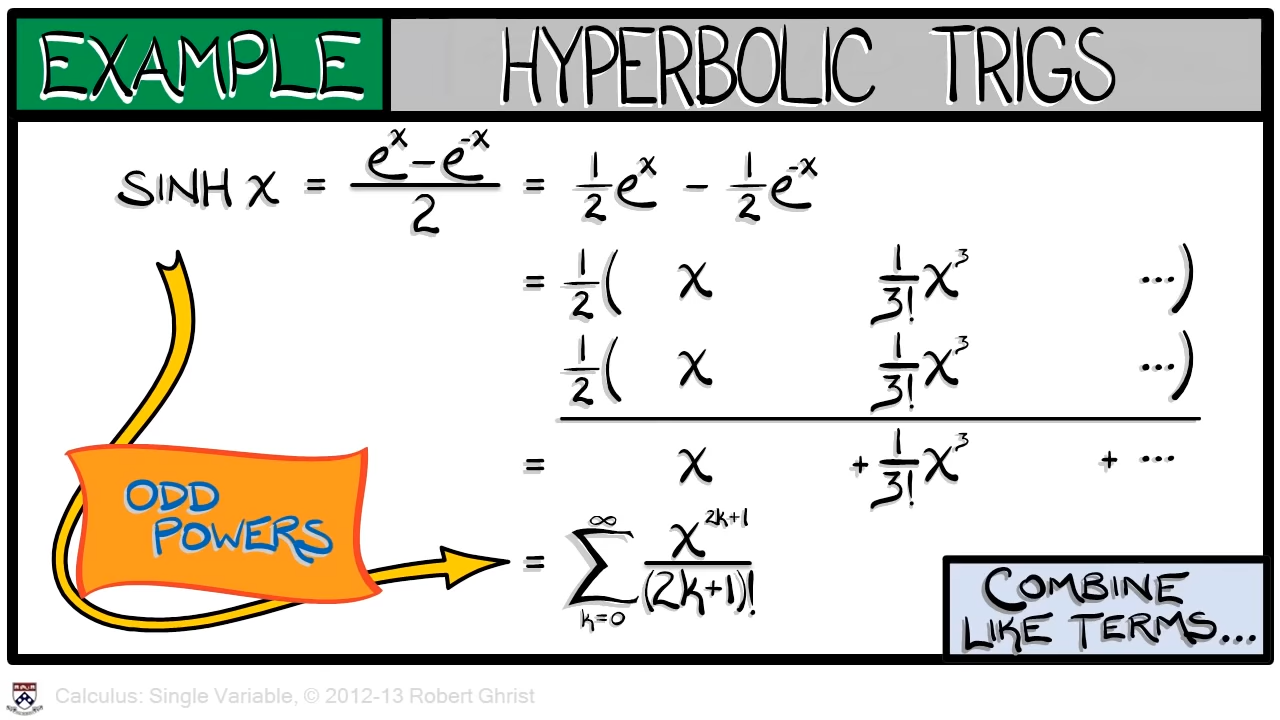 EXAMPLE
HYPERBOLIC TRIGS
SINH x = (e^x − e^-x)/2 = 1/2 e^x − 1/2 e^-x
= 1/2 ( x 1/3! x^3 ⋯ )
1/2 ( x 1/3! x^3 ⋯ )
= x + 1/3! x^3 + ⋯
ODD
POWERS
= ∑_{k=0}^{∞} x^{2k+1}/(2k+1)!
COMBINE
LIKE TERMS...
Calculus: Single Variable, © 2012-13 Robert Ghrist